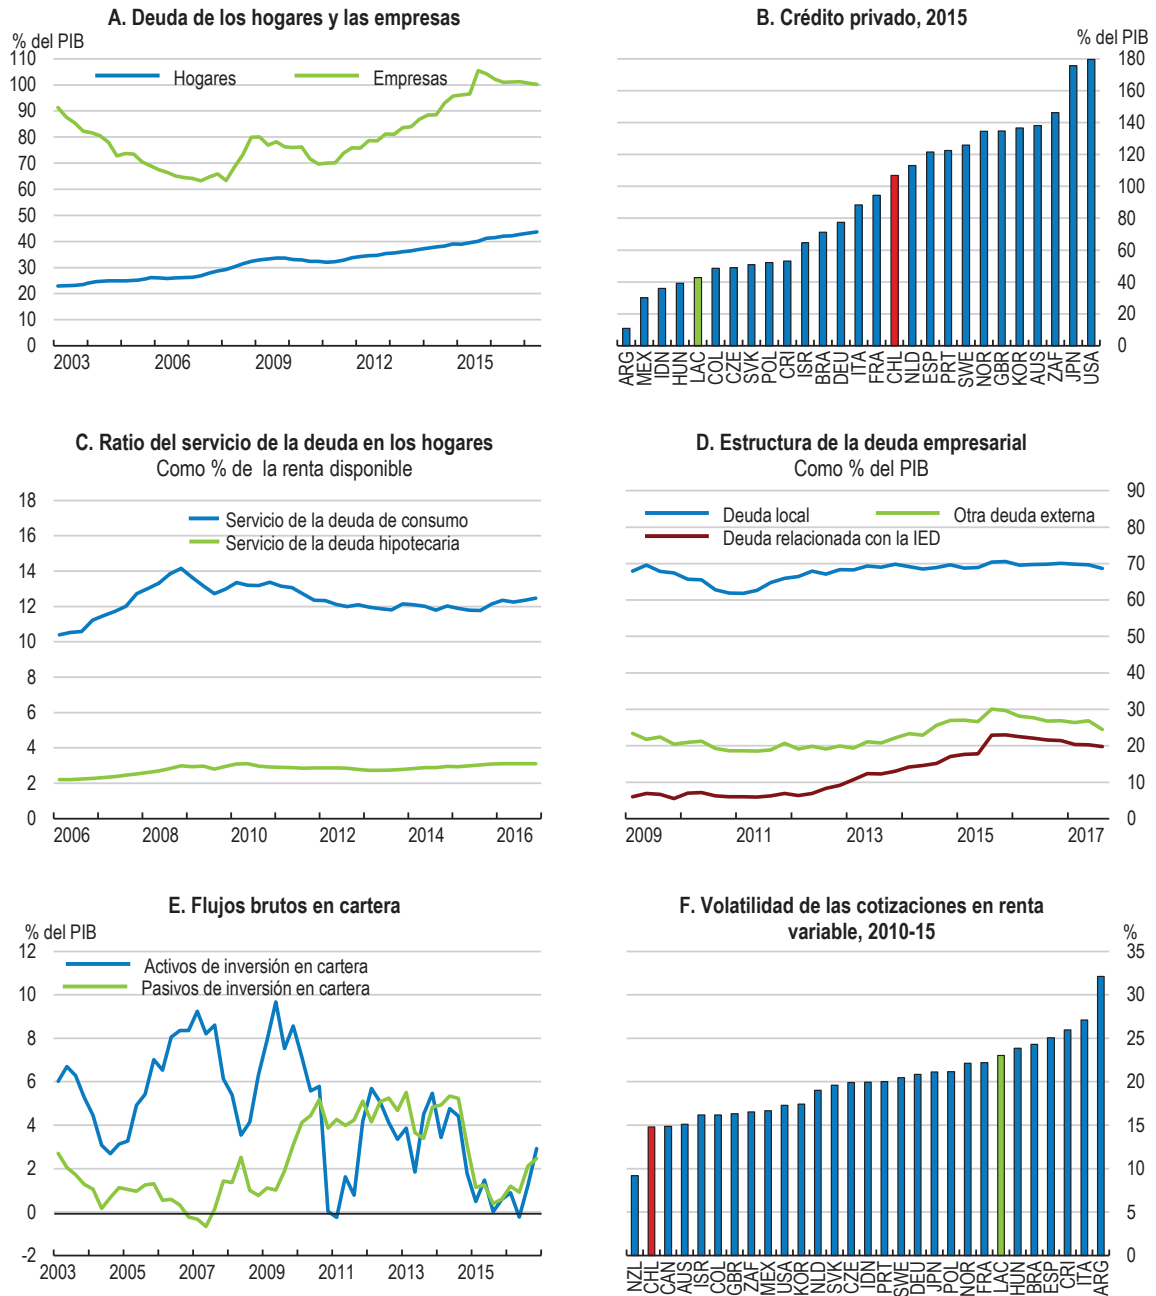 A. Deuda de los hogares y las empresas
% del PIB
110
100
90
80
70
60
50
40
30
20
10
0
Hogares
Empresas
2003 2006 2009 2012 2015
B. Crédito privado, 2015
% del PIB
180
160
140
120
100
80
60
40
20
0
ARG MEX IDN HUN LAC COL CZE SVK POL CRI ISR BRA DEU ITA FRA CHL NLD ESP PRT SWE NOR GBR KOR AUS ZAF JPN USA
C. Ratio del servicio de la deuda en los hogares
Como % de la renta disponible
18
16
14
12
10
8
6
4
2
0
Servicio de la deuda de consumo
Servicio de la deuda hipotecaria
2006 2008 2010 2012 2014 2016
D. Estructura de la deuda empresarial
Como % del PIB
90
80
70
60
50
40
30
20
10
0
Deuda local
Otra deuda externa
Deuda relacionada con la IED
2009 2011 2013 2015 2017
E. Flujos brutos en cartera
% del PIB
12
10
8
6
4
2
0
-2
Activos de inversión en cartera
Pasivos de inversión en cartera
2003 2005 2007 2009 2011 2013 2015
F. Volatilidad de las cotizaciones en renta
variable, 2010-15
%
35
30
25
20
15
10
5
0
NZL CHL CAN AUS ISR COL GBR ZAF MEX USA KOR NLD SVK CZE IDN PRT SWE DEU JPN POL NOR FRA LAC HUN BRA ESP CRI ITA ARG